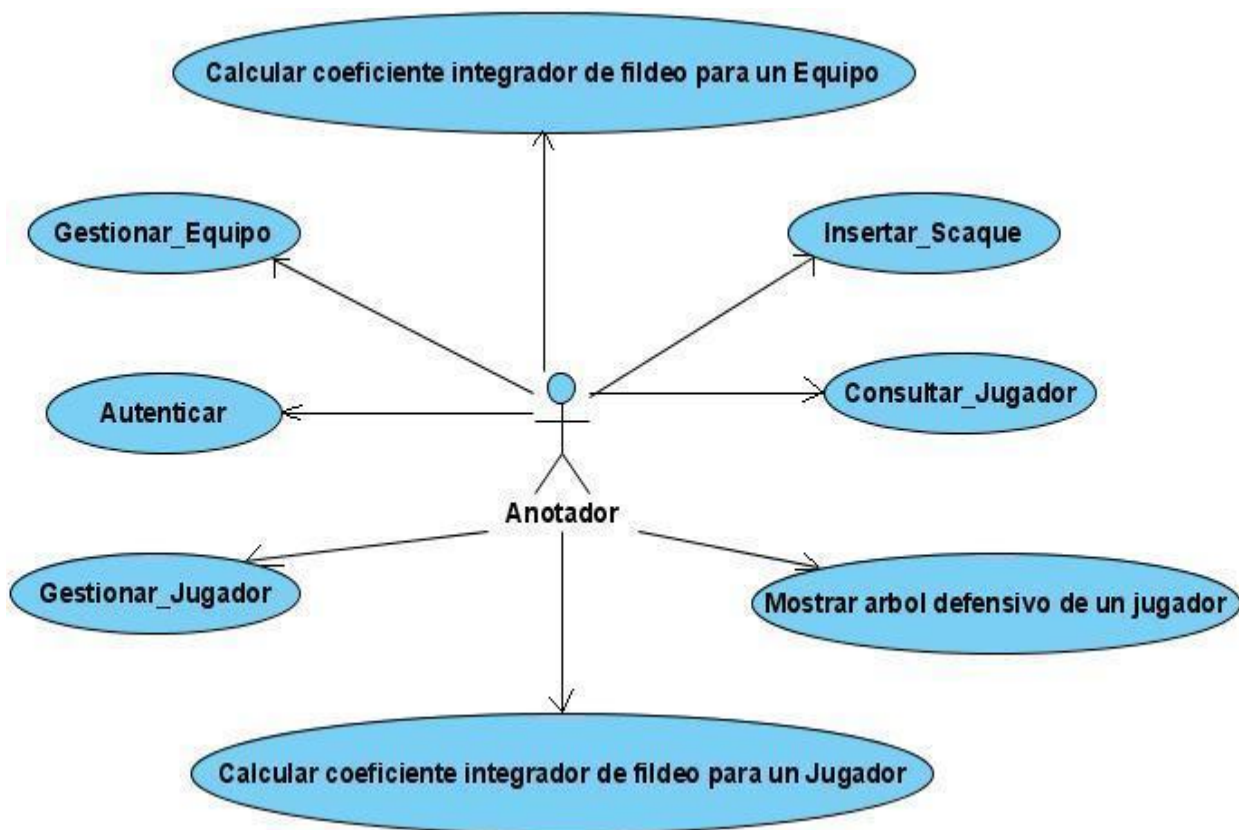 Calcular coeficiente integrador de fildeo para un Equipo
Gestionar_Equipo
Insertar_Scaque
Autenticar
Consultar_Jugador
Anotador
Gestionar_Jugador
Mostrar arbol defensivo de un jugador
Calcular coeficiente integrador de fildeo para un Jugador